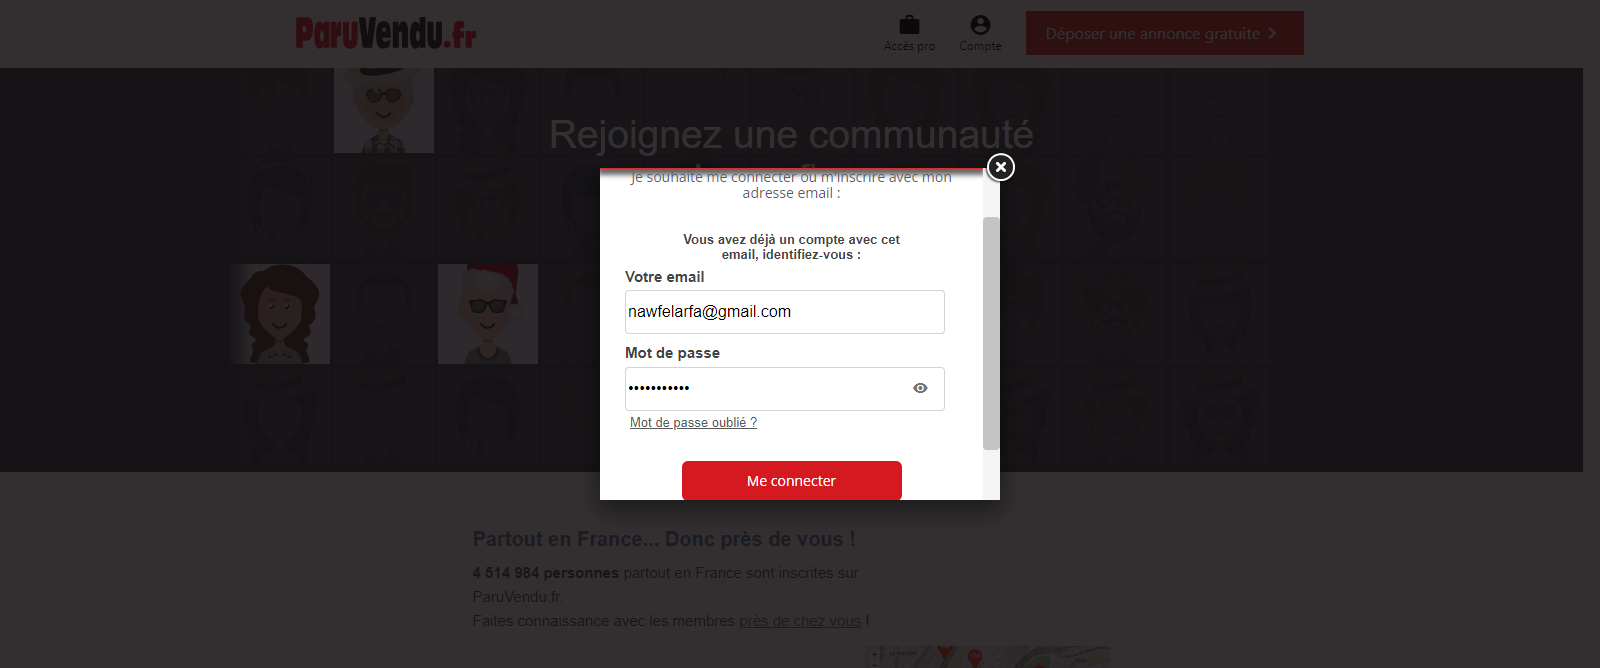 ParuVendu.fr
Accès pro
Compte
Déposer une annonce gratuite
Rejoignez une communauté
Je souhaite me connecter ou m'inscrire avec mon
adresse email :
Vous avez déjà un compte avec cet
email, identifiez-vous :
Votre email
nawfelarfa@gmail.com
Mot de passe
•••••••••••
Mot de passe oublié ?
Me connecter
Partout en France... Donc près de vous !
4 514 984 personnes partout en France sont inscrites sur
ParuVendu.fr.
Faites connaissance avec les membres près de chez vous !